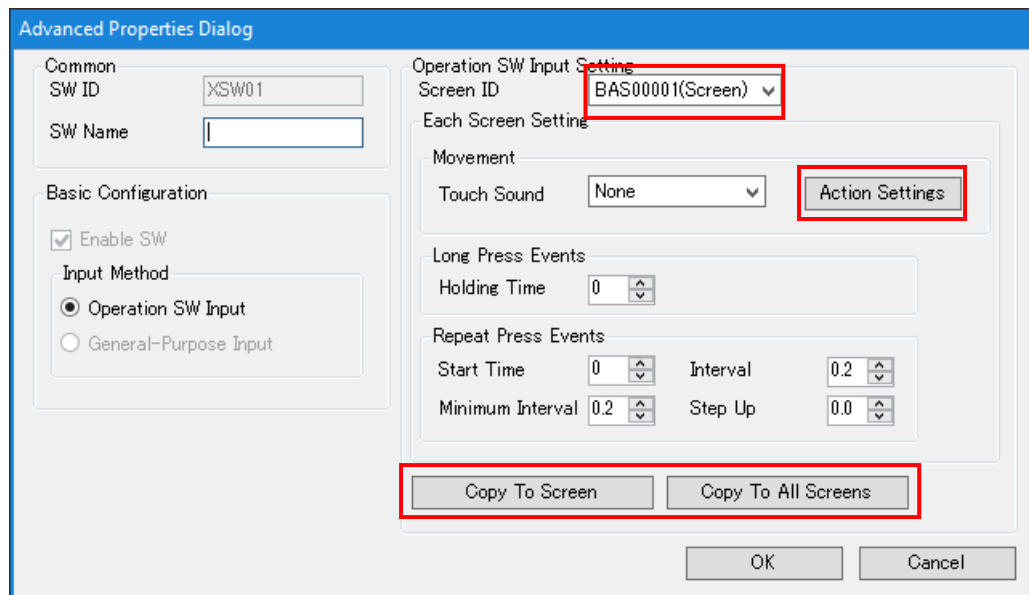 Advanced Properties Dialog
Common
SW ID
XSW01
SW Name
Basic Configuration
Enable SW
Input Method
Operation SW Input
General-Purpose Input
Operation SW Input Setting
Screen ID
BAS00001(Screen)
Each Screen Setting
Movement
Touch Sound
None
Action Settings
Long Press Events
Holding Time
0
Repeat Press Events
Start Time
0
Interval
0.2
Minimum Interval
0.2
Step Up
0.0
Copy To Screen
Copy To All Screens
OK
Cancel